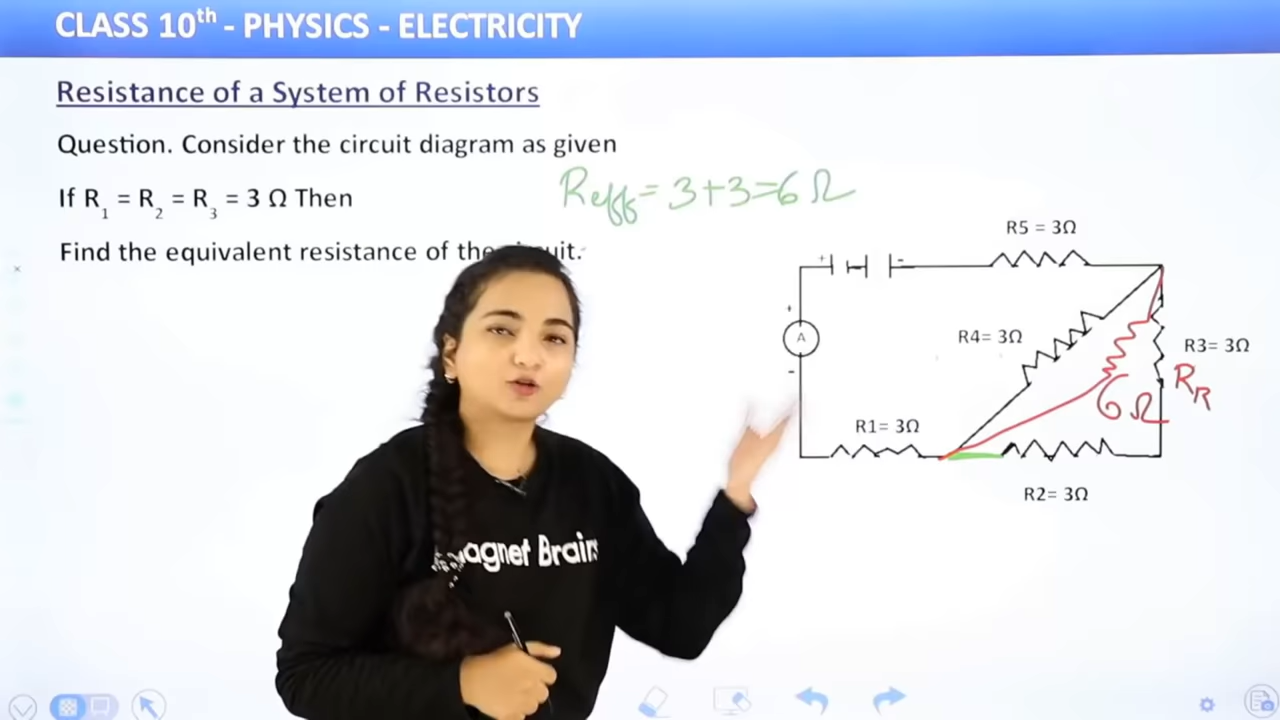 CLASS 10th - PHYSICS - ELECTRICITY
Resistance of a System of Resistors
Question. Consider the circuit diagram as given
If R1 = R2 = R3 = 3 Ω Then
Reff = 3+3=6 Ω
Find the equivalent resistance of the circuit.
R5 = 3Ω
+ -
+
A
-
R4= 3Ω
R3= 3Ω
RR
6Ω
R1= 3Ω
R2= 3Ω
Magnet Brains